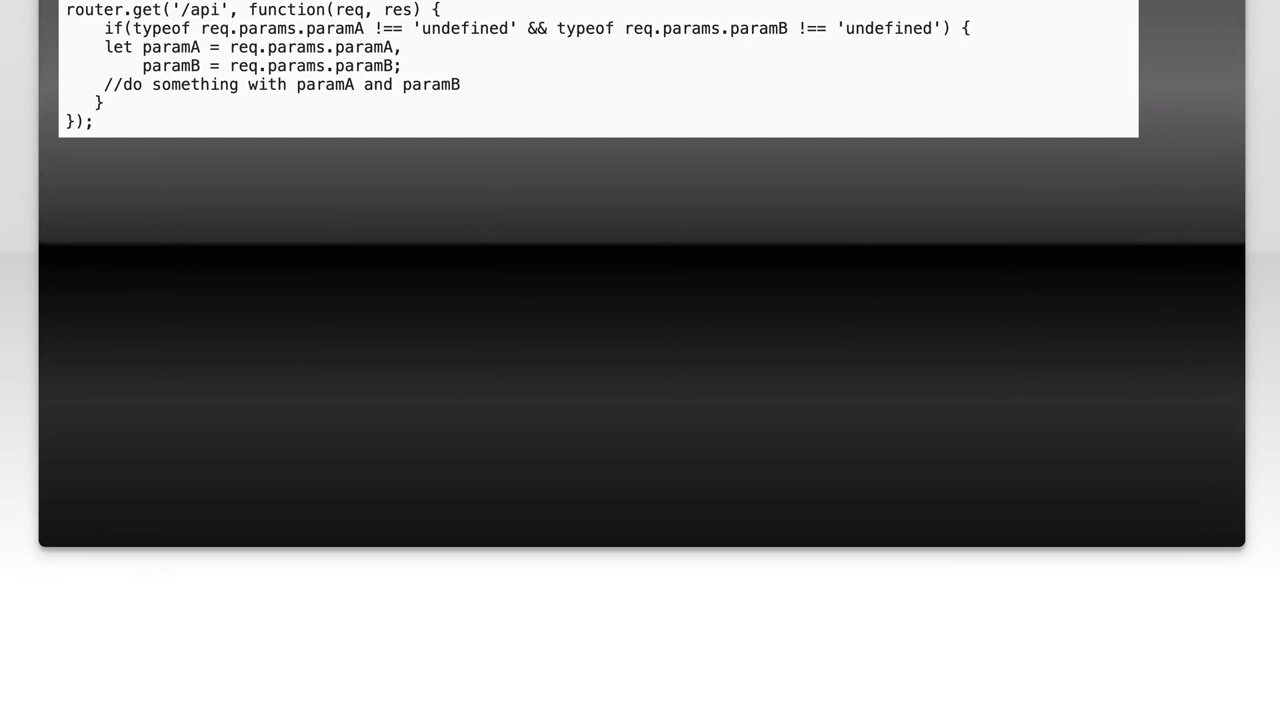 router.get('/api', function(req, res) {
    if(typeof req.params.paramA !== 'undefined' && typeof req.params.paramB !== 'undefined') {
    let paramA = req.params.paramA,
        paramB = req.params.paramB;
    //do something with paramA and paramB
   }
});